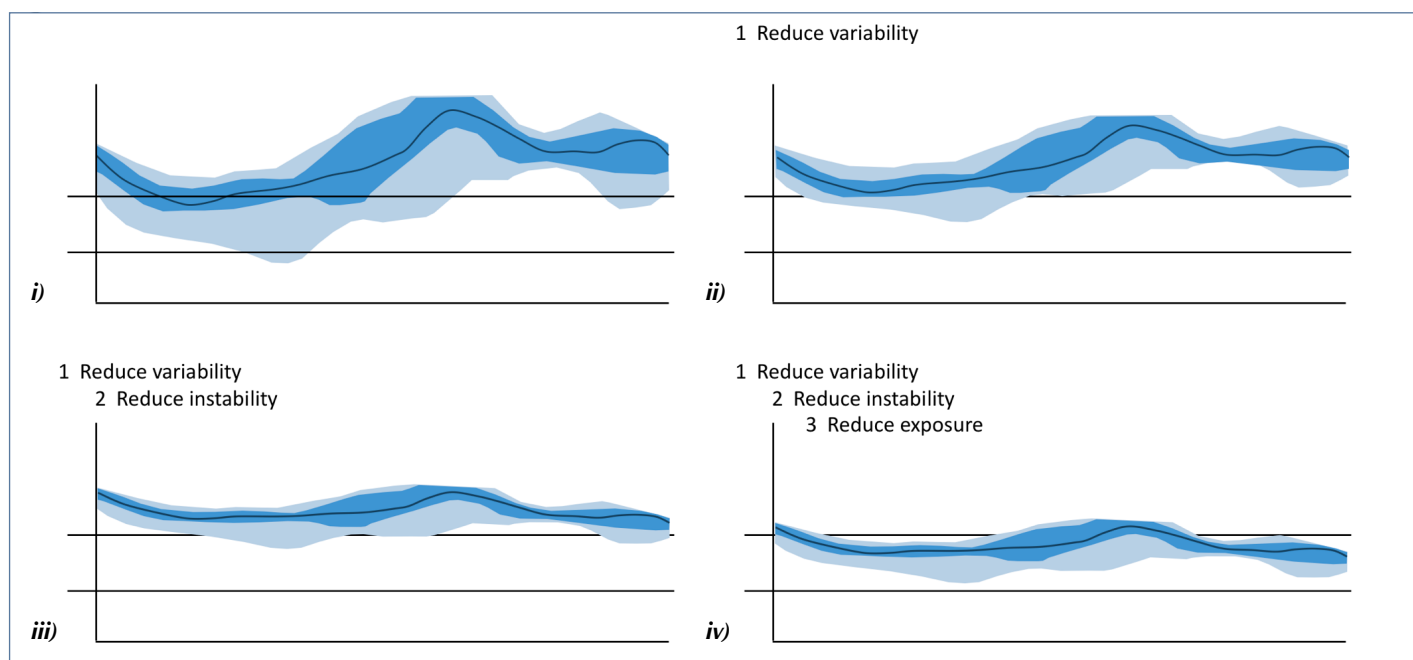 1 Reduce variability
i)
ii)
1 Reduce variability
2 Reduce instability
1 Reduce variability
2 Reduce instability
3 Reduce exposure
iii)
iv)